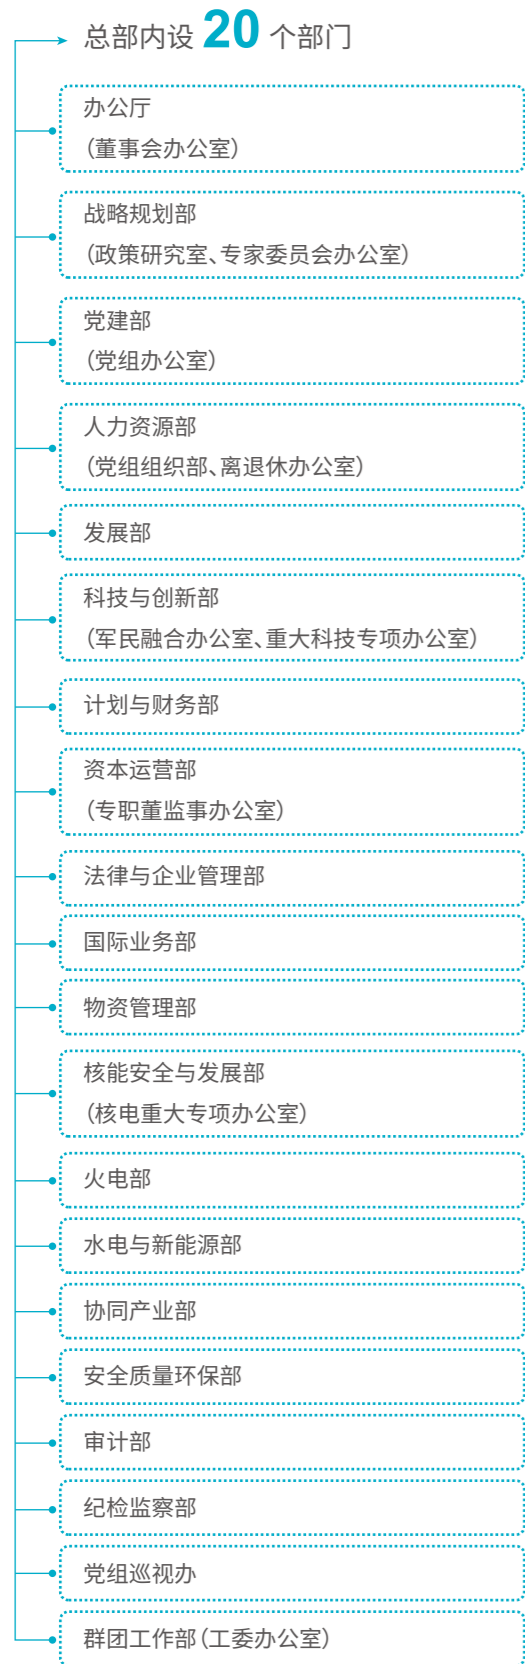 总部内设 20 个部门
办公厅
（董事会办公室）
战略规划部
（政策研究室、专家委员会办公室）
党建部
（党组办公室）
人力资源部
（党组组织部、离退休办公室）
发展部
科技与创新部
（军民融合办公室、重大科技专项办公室）
计划与财务部
资本运营部
（专职董监事办公室）
法律与企业管理部
国际业务部
物资管理部
核能安全与发展部
（核电重大专项办公室）
火电部
水电与新能源部
协同产业部
安全质量环保部
审计部
纪检监察部
党组巡视办
群团工作部（工委办公室）